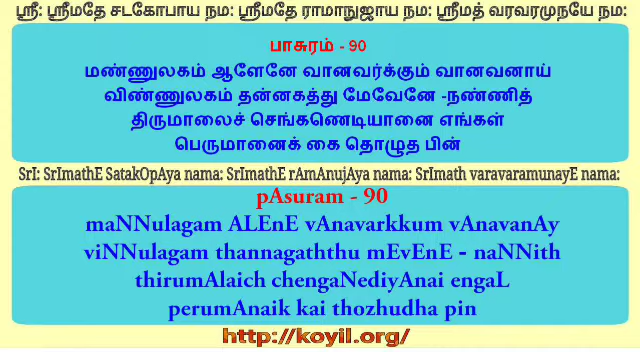 ஸ்ரீ: ஸ்ரீமதே சடகோபாய நம: ஸ்ரீமதே ராமாநுஜாய நம: ஸ்ரீமத் வரவரமுநயே நம:
பாசுரம் - 90
மண்ணுலகம் ஆளேனே வானவர்க்கும் வானவனாய்
விண்ணுலகம் தன்னகத்து மேவேனே -நண்ணித்
திருமாலைச் செங்கணெடியானை எங்கள்
பெருமானைக் கை தொழுத பின்
SrI: SrImathE SatakOpAya nama: SrImathE rAmAnujAya nama: SrImath varavaramunayE nama:
pAsuram - 90
maNNulagam ALEnE vAnavarkkum vAnavanAy
viNNulagam thannagaththu mEvEnE - naNNith
thirumAlaich chengaNediyAnai engaL
perumAnaik kai thozhudha pin
http://koyil.org/